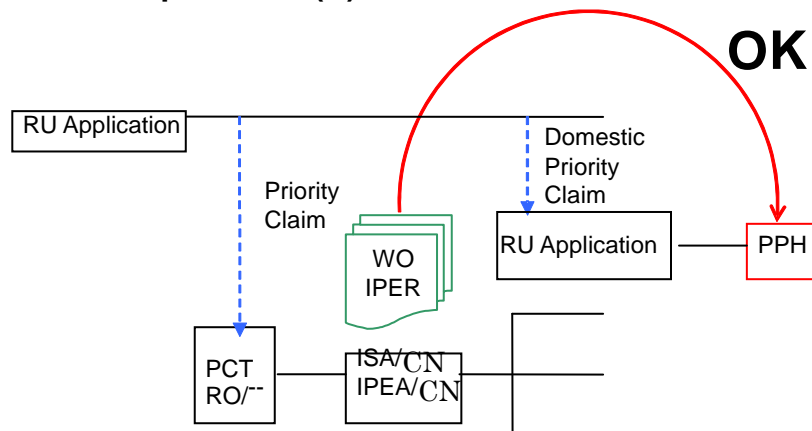 OK
RU Application
Domestic
Priority
Claim
Priority
Claim
WO
IPER
RU Application
PPH
PCT
RO/--
ISA/CN
IPEA/CN